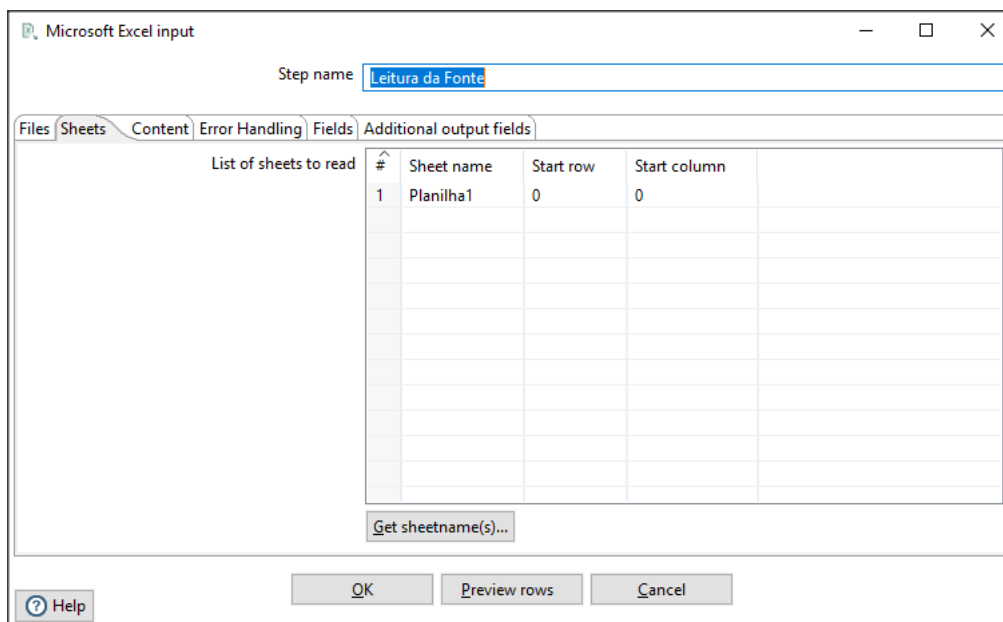 Microsoft Excel input
Step name Leitura da Fonte
Files Sheets Content Error Handling Fields Additional output fields
List of sheets to read # Sheet name Start row Start column
1 Planilha1 0 0
Get sheetname(s)...
OK Preview rows Cancel
Help